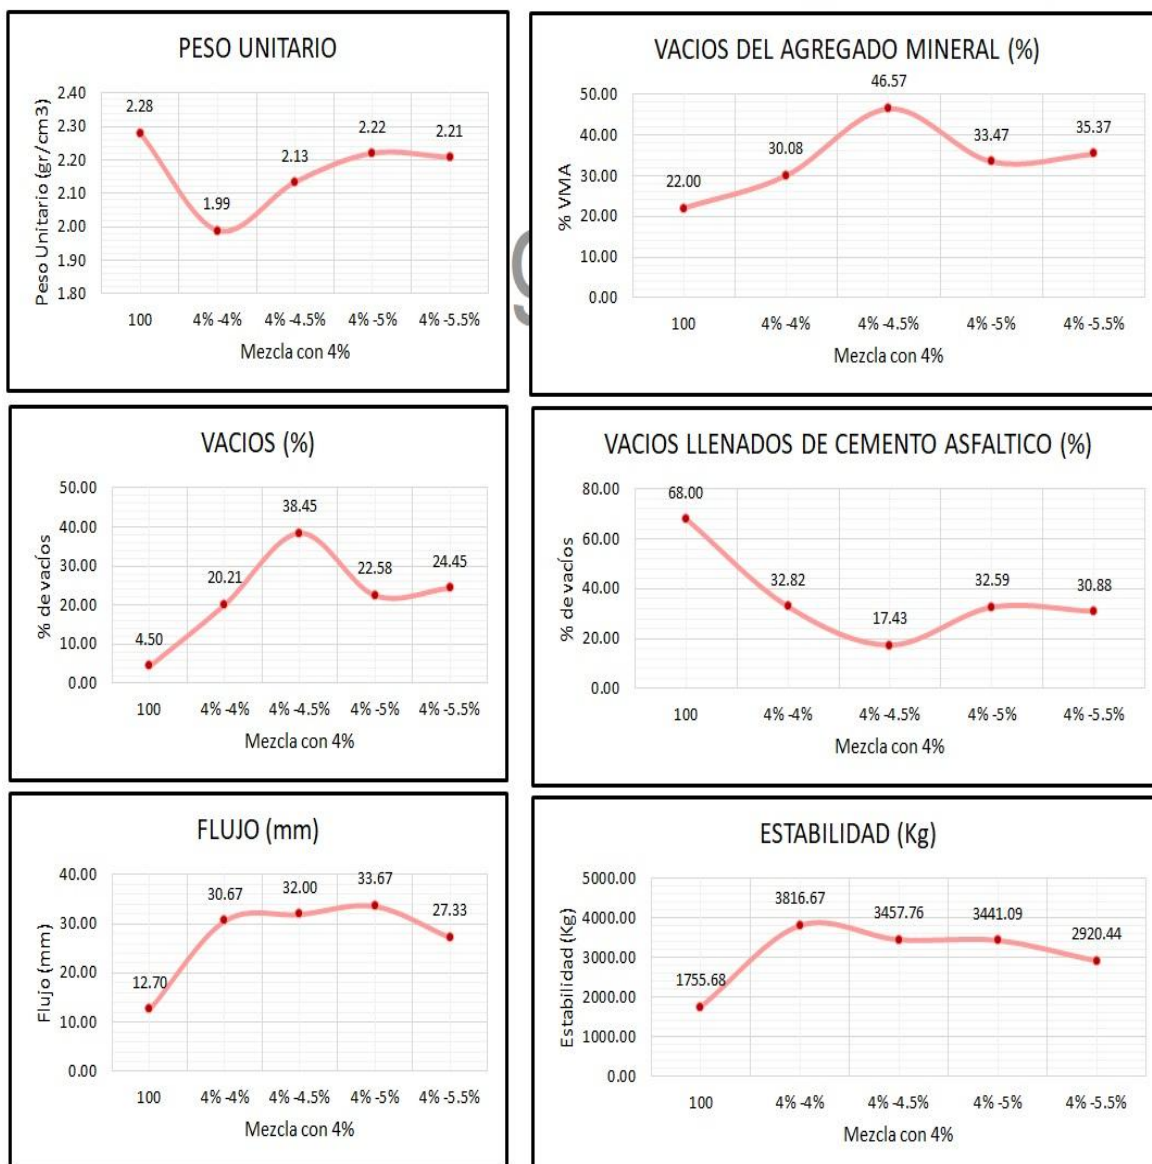 PESO UNITARIO
Peso Unitario (gr/cm3)
2.40
2.30
2.20
2.10
2.00
1.90
1.80
2.28
1.99
2.13
2.22
2.21
100 4% -4% 4% -4.5% 4% -5% 4% -5.5%
Mezcla con 4%
VACIOS DEL AGREGADO MINERAL (%)
% VMA
50.00
40.00
30.00
20.00
10.00
0.00
22.00
30.08
46.57
33.47
35.37
100 4% -4% 4% -4.5% 4% -5% 4% -5.5%
Mezcla con 4%
VACIOS (%)
% de vacíos
50.00
40.00
30.00
20.00
10.00
0.00
4.50
20.21
38.45
22.58
24.45
100 4% -4% 4% -4.5% 4% -5% 4% -5.5%
Mezcla con 4%
VACIOS LLENADOS DE CEMENTO ASFALTICO (%)
% de vacíos
80.00
60.00
40.00
20.00
0.00
68.00
32.82
17.43
32.59
30.88
100 4% -4% 4% -4.5% 4% -5% 4% -5.5%
Mezcla con 4%
FLUJO (mm)
Flujo (mm)
40.00
30.00
20.00
10.00
0.00
12.70
30.67
32.00
33.67
27.33
100 4% -4% 4% -4.5% 4% -5% 4% -5.5%
Mezcla con 4%
ESTABILIDAD (Kg)
Estabilidad (Kg)
5000.00
4000.00
3000.00
2000.00
1000.00
0.00
1755.68
3816.67
3457.76
3441.09
2920.44
100 4% -4% 4% -4.5% 4% -5% 4% -5.5%
Mezcla con 4%